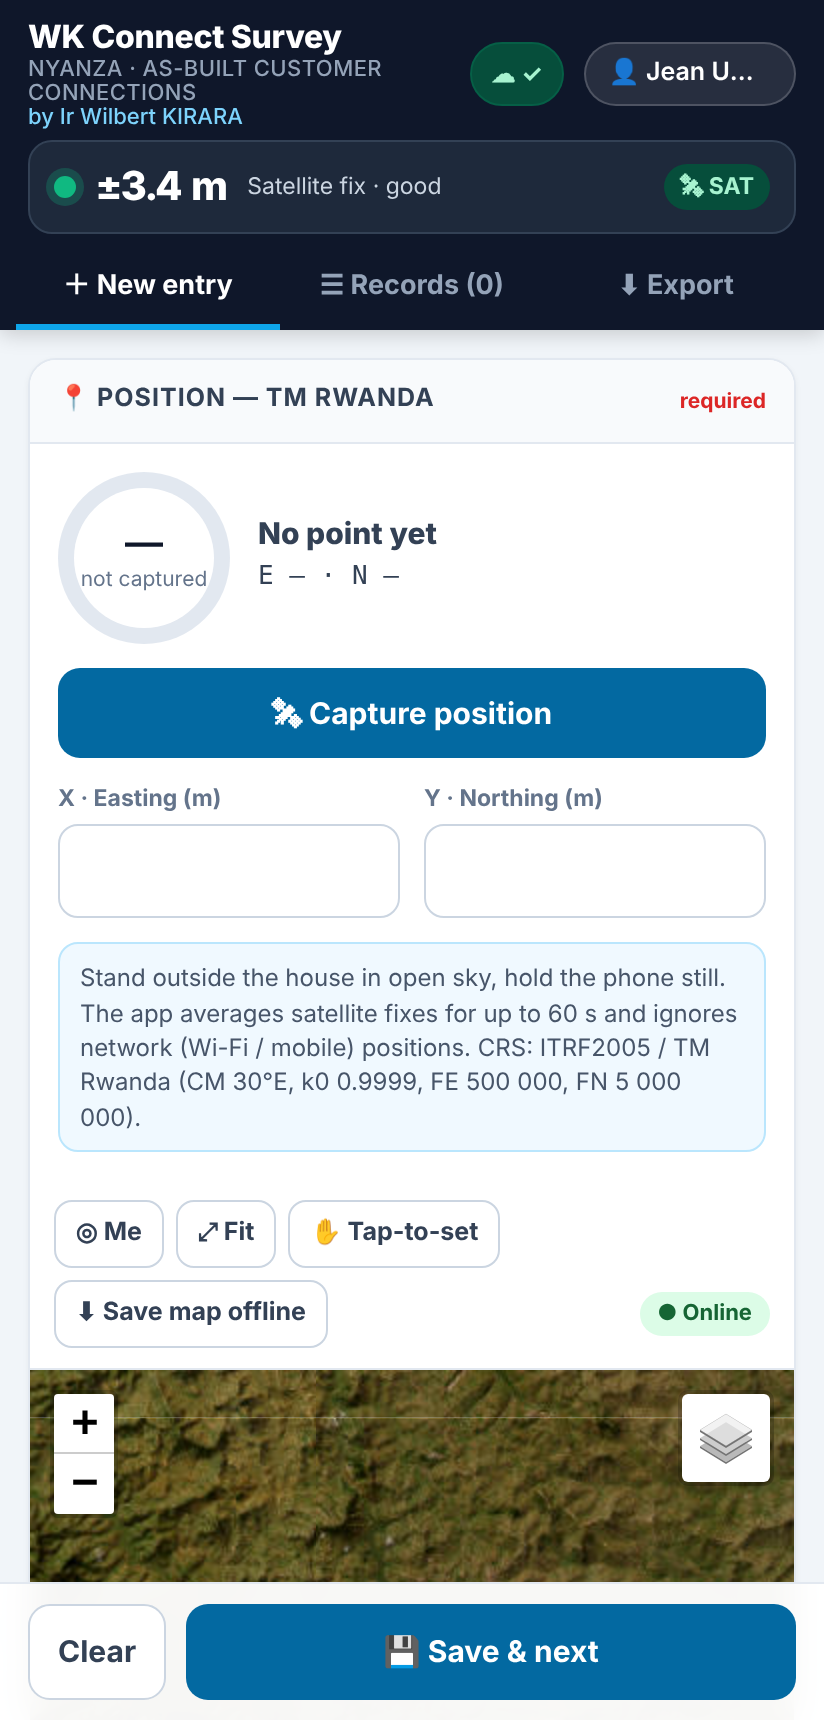 WK Connect Survey
NYANZA · AS-BUILT CUSTOMER
CONNECTIONS
by Ir Wilbert KIRARA
☁ ✓
👤 Jean U...
±3.4 m Satellite fix · good
🛰 SAT
+ New entry
☰ Records (0)
⬇ Export
📍 POSITION — TM RWANDA
required
—
not captured
No point yet
E — · N —
🛰 Capture position
X · Easting (m)
Y · Northing (m)
Stand outside the house in open sky, hold the phone still.
The app averages satellite fixes for up to 60 s and ignores
network (Wi-Fi / mobile) positions. CRS: ITRF2005 / TM
Rwanda (CM 30°E, k0 0.9999, FE 500 000, FN 5 000
000).
◎ Me
⤢ Fit
✋ Tap-to-set
⬇ Save map offline
● Online
+
−
Clear
💾 Save & next